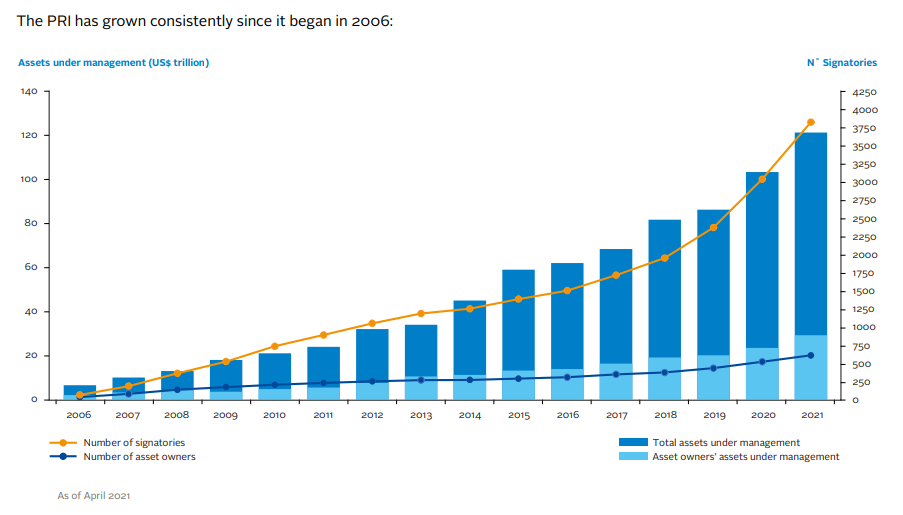 The PRI has grown consistently since it began in 2006:
Assets under management (US$ trillion)
N° Signatories
140
120
100
80
60
40
20
0
4250
4000
3750
3500
3250
3000
2750
2500
2250
2000
1750
1500
1250
1000
750
500
250
0
2006 2007 2008 2009 2010 2011 2012 2013 2014 2015 2016 2017 2018 2019 2020 2021
Number of signatories
Number of asset owners
Total assets under management
Asset owners' assets under management
As of April 2021